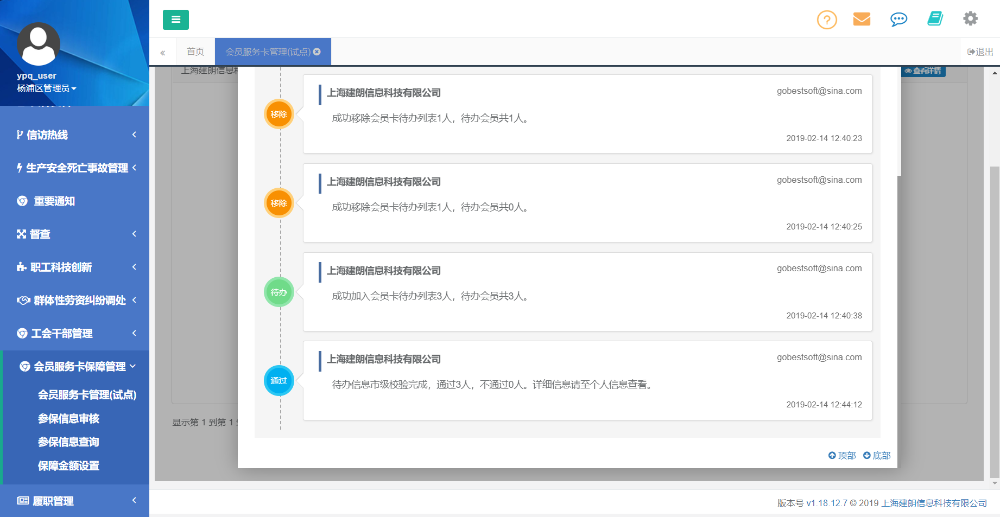 ypq_user
杨浦区管理员
信访热线
生产安全死亡事故管理
重要通知
督查
职工科技创新
群体性劳资纠纷调处
工会干部管理
会员服务卡保障管理
会员服务卡管理(试点)
参保信息审核
参保信息查询
保障金额设置
履职管理
首页
会员服务卡管理(试点)
退出
上海建朗信息科
查看详情
上海建朗信息科技有限公司
gobestsoft@sina.com
移除
成功移除会员卡待办列表1人，待办会员共1人。
2019-02-14 12:40:23
上海建朗信息科技有限公司
gobestsoft@sina.com
移除
成功移除会员卡待办列表1人，待办会员共0人。
2019-02-14 12:40:25
上海建朗信息科技有限公司
gobestsoft@sina.com
待办
成功加入会员卡待办列表3人，待办会员共3人。
2019-02-14 12:40:38
上海建朗信息科技有限公司
gobestsoft@sina.com
通过
待办信息市级校验完成，通过3人，不通过0人。详细信息请至个人信息查看。
2019-02-14 12:44:12
显示第 1 到第 1
顶部 底部
版本号 v1.18.12.7 © 2019 上海建朗信息科技有限公司